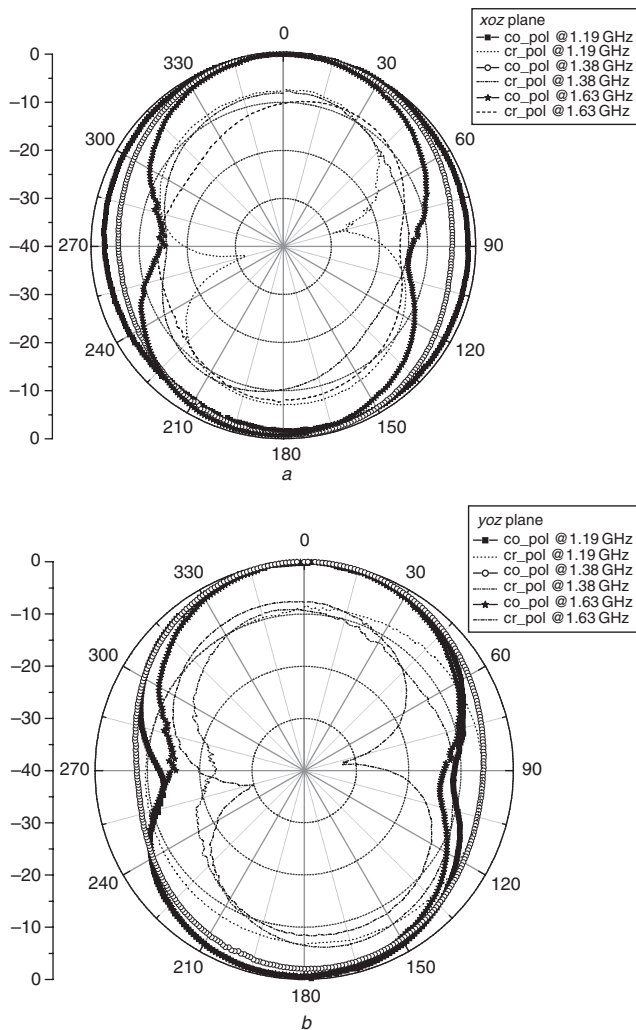 xoz plane
co_pol @1.19 GHz
cr_pol @1.19 GHz
co_pol @1.38 GHz
cr_pol @1.38 GHz
co_pol @1.63 GHz
cr_pol @1.63 GHz
0
30
60
90
120
150
180
210
240
270
300
330
0
–10
–20
–30
–40
–30
–20
–10
0
a
yoz plane
co_pol @1.19 GHz
cr_pol @1.19 GHz
co_pol @1.38 GHz
cr_pol @1.38 GHz
co_pol @1.63 GHz
cr_pol @1.63 GHz
0
30
60
90
120
150
180
210
240
270
300
330
0
–10
–20
–30
–40
–30
–20
–10
0
b